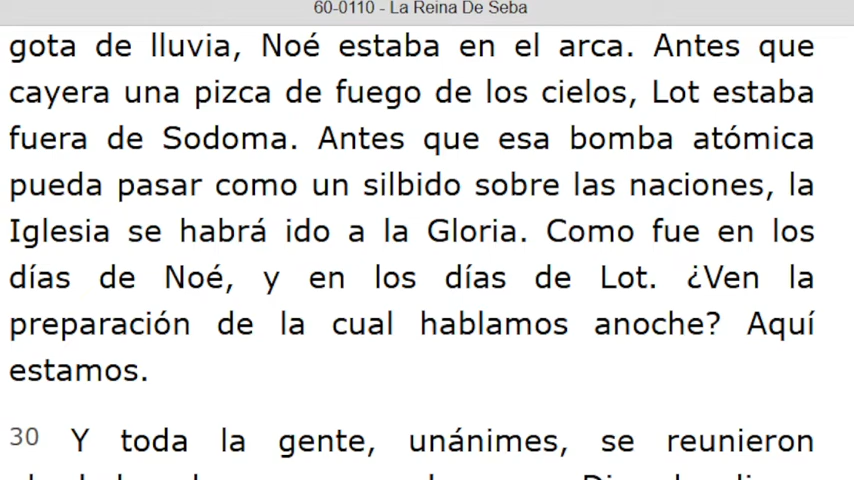 60-0110 - La Reina De Seba
gota de lluvia, Noé estaba en el arca. Antes que
cayera una pizca de fuego de los cielos, Lot estaba
fuera de Sodoma. Antes que esa bomba atómica
pueda pasar como un silbido sobre las naciones, la
Iglesia se habrá ido a la Gloria. Como fue en los
días de Noé, y en los días de Lot. ¿Ven la
preparación de la cual hablamos anoche? Aquí
estamos.
30 Y toda la gente, unánimes, se reunieron